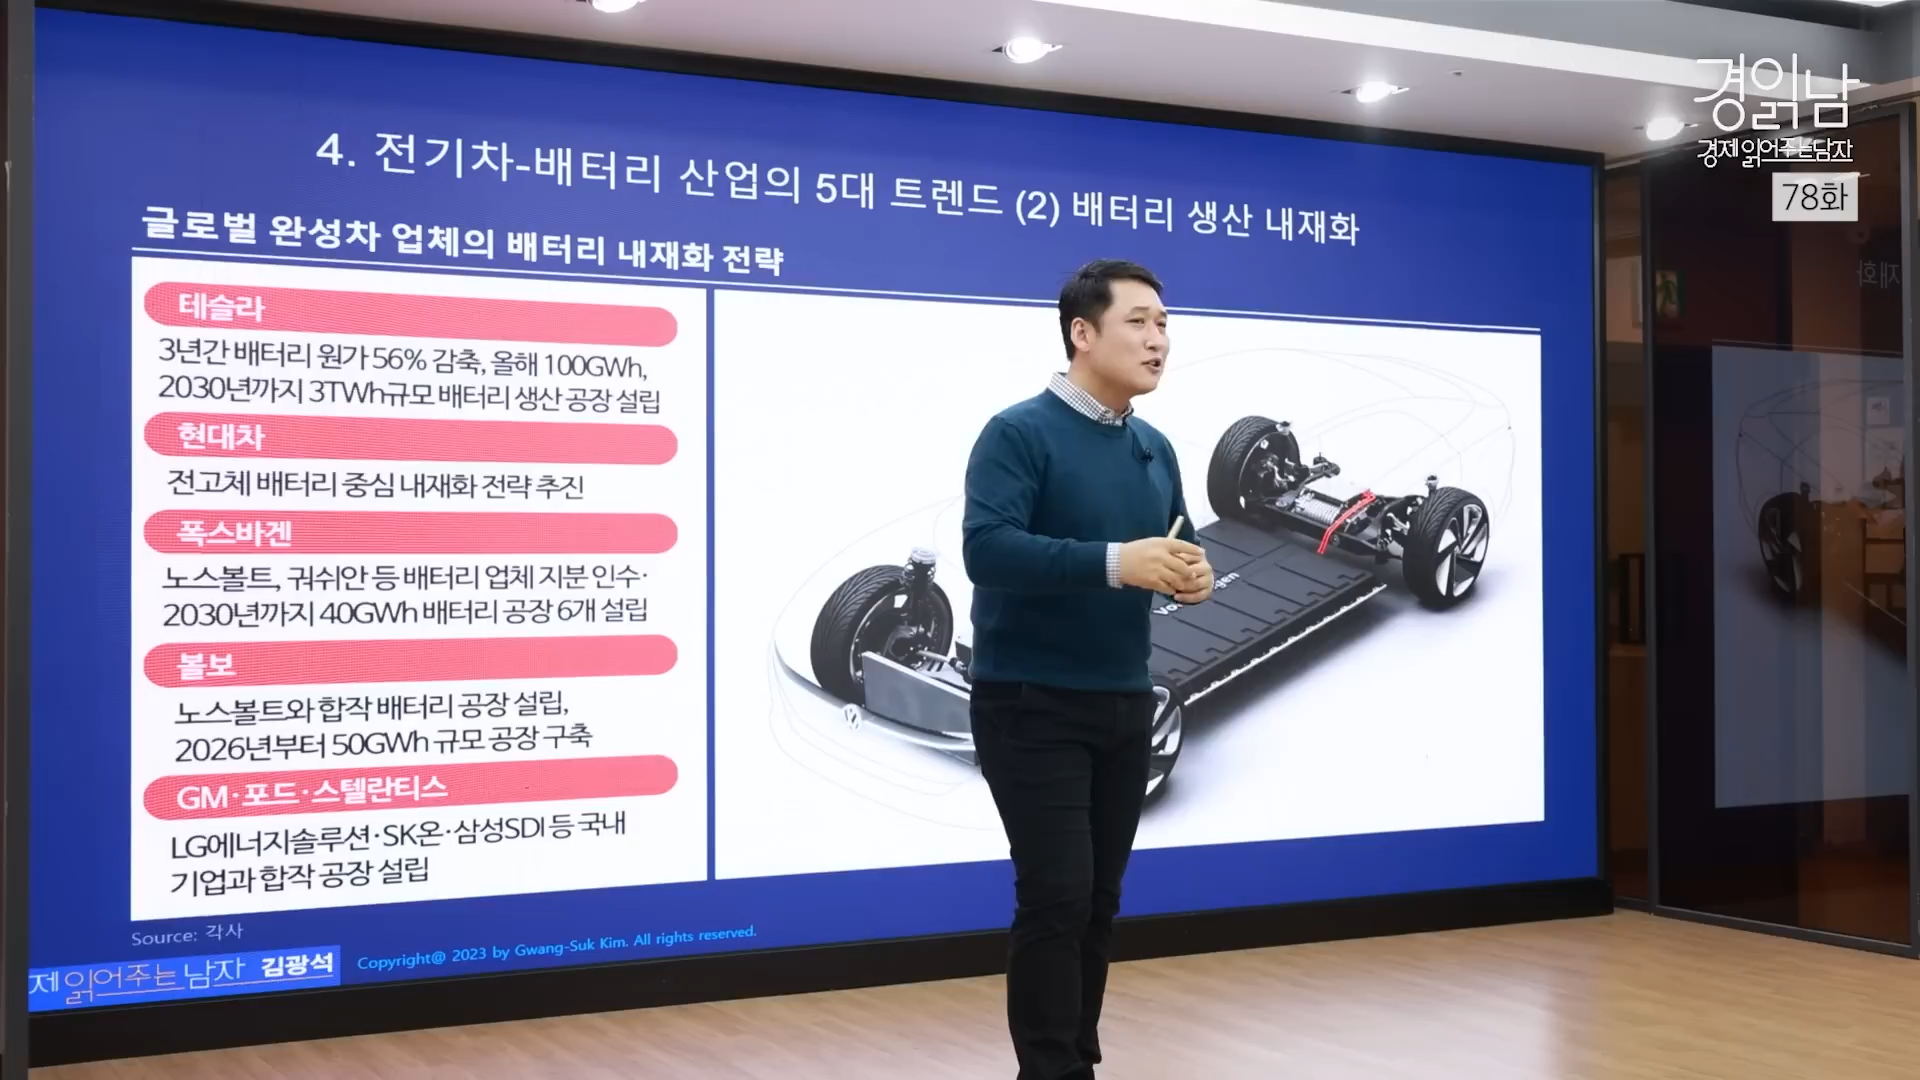 경읽남
경제 읽어주는 남자
78화
4. 전기차-배터리 산업의 5대 트렌드 (2) 배터리 생산 내재화
글로벌 완성차 업체의 배터리 내재화 전략
테슬라
3년간 배터리 원가 56% 감축, 올해 100GWh,
2030년까지 3TWh규모 배터리 생산 공장 설립
현대차
전고체 배터리 중심 내재화 전략 추진
폭스바겐
노스볼트, 궈쉬안 등 배터리 업체 지분 인수·
2030년까지 40GWh 배터리 공장 6개 설립
볼보
노스볼트와 합작 배터리 공장 설립,
2026년부터 50GWh 규모 공장 구축
GM·포드·스텔란티스
LG에너지솔루션·SK온·삼성SDI 등 국내
기업과 합작 공장 설립
Source: 각사
제 읽어주는 남자 김광석
Copyright@ 2023 by Gwang-Suk Kim. All rights reserved.